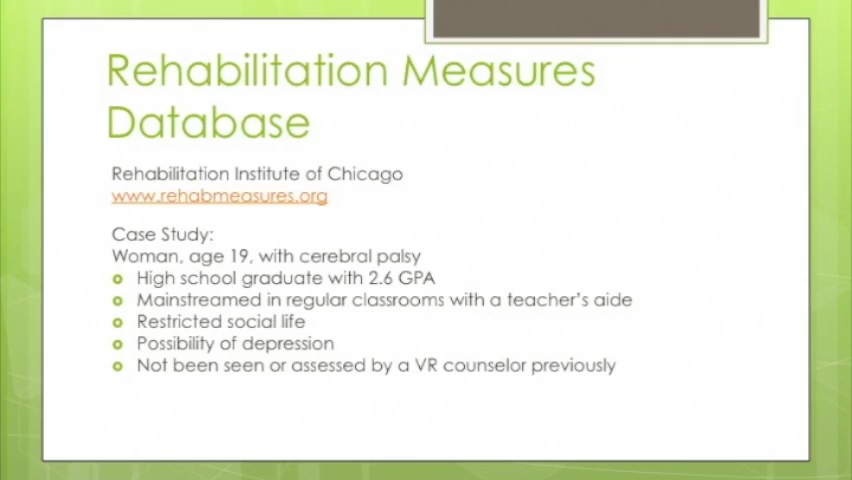 Rehabilitation Measures
Database
Rehabilitation Institute of Chicago
www.rehabmeasures.org
Case Study:
Woman, age 19, with cerebral palsy
High school graduate with 2.6 GPA
Mainstreamed in regular classrooms with a teacher's aide
Restricted social life
Possibility of depression
Not been seen or assessed by a VR counselor previously